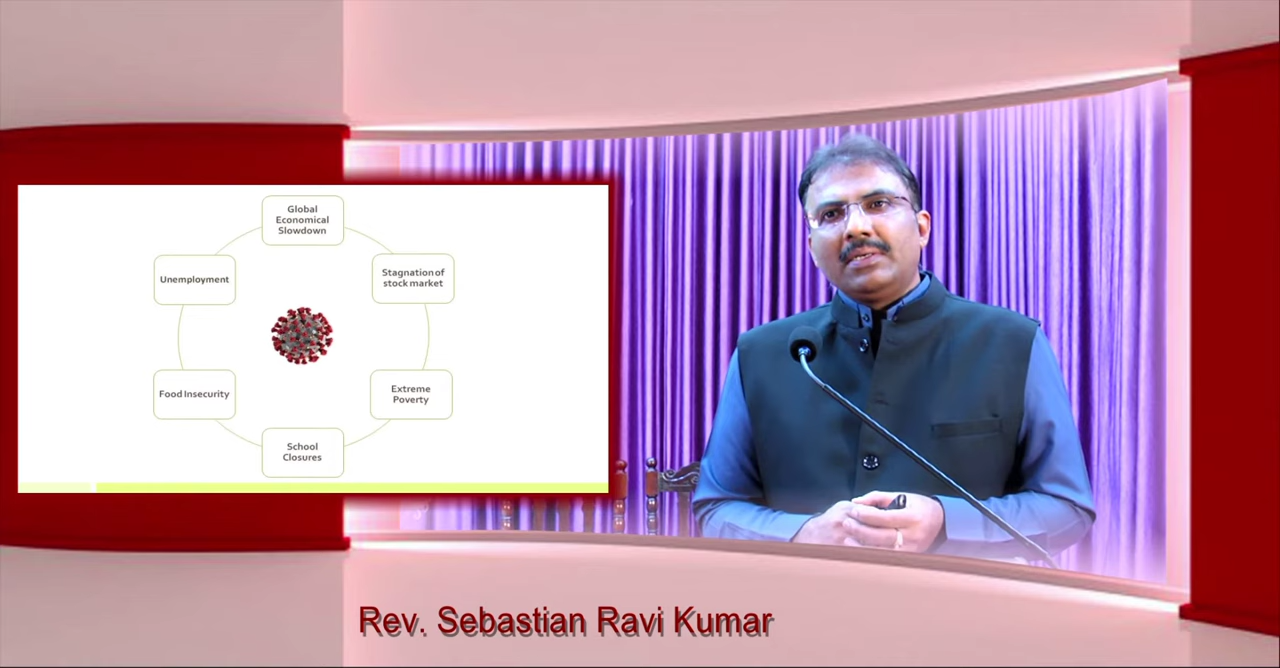 Global
Economical
Slowdown
Stagnation of
stock market
Extreme
Poverty
School
Closures
Food Insecurity
Unemployment
Rev. Sebastian Ravi Kumar